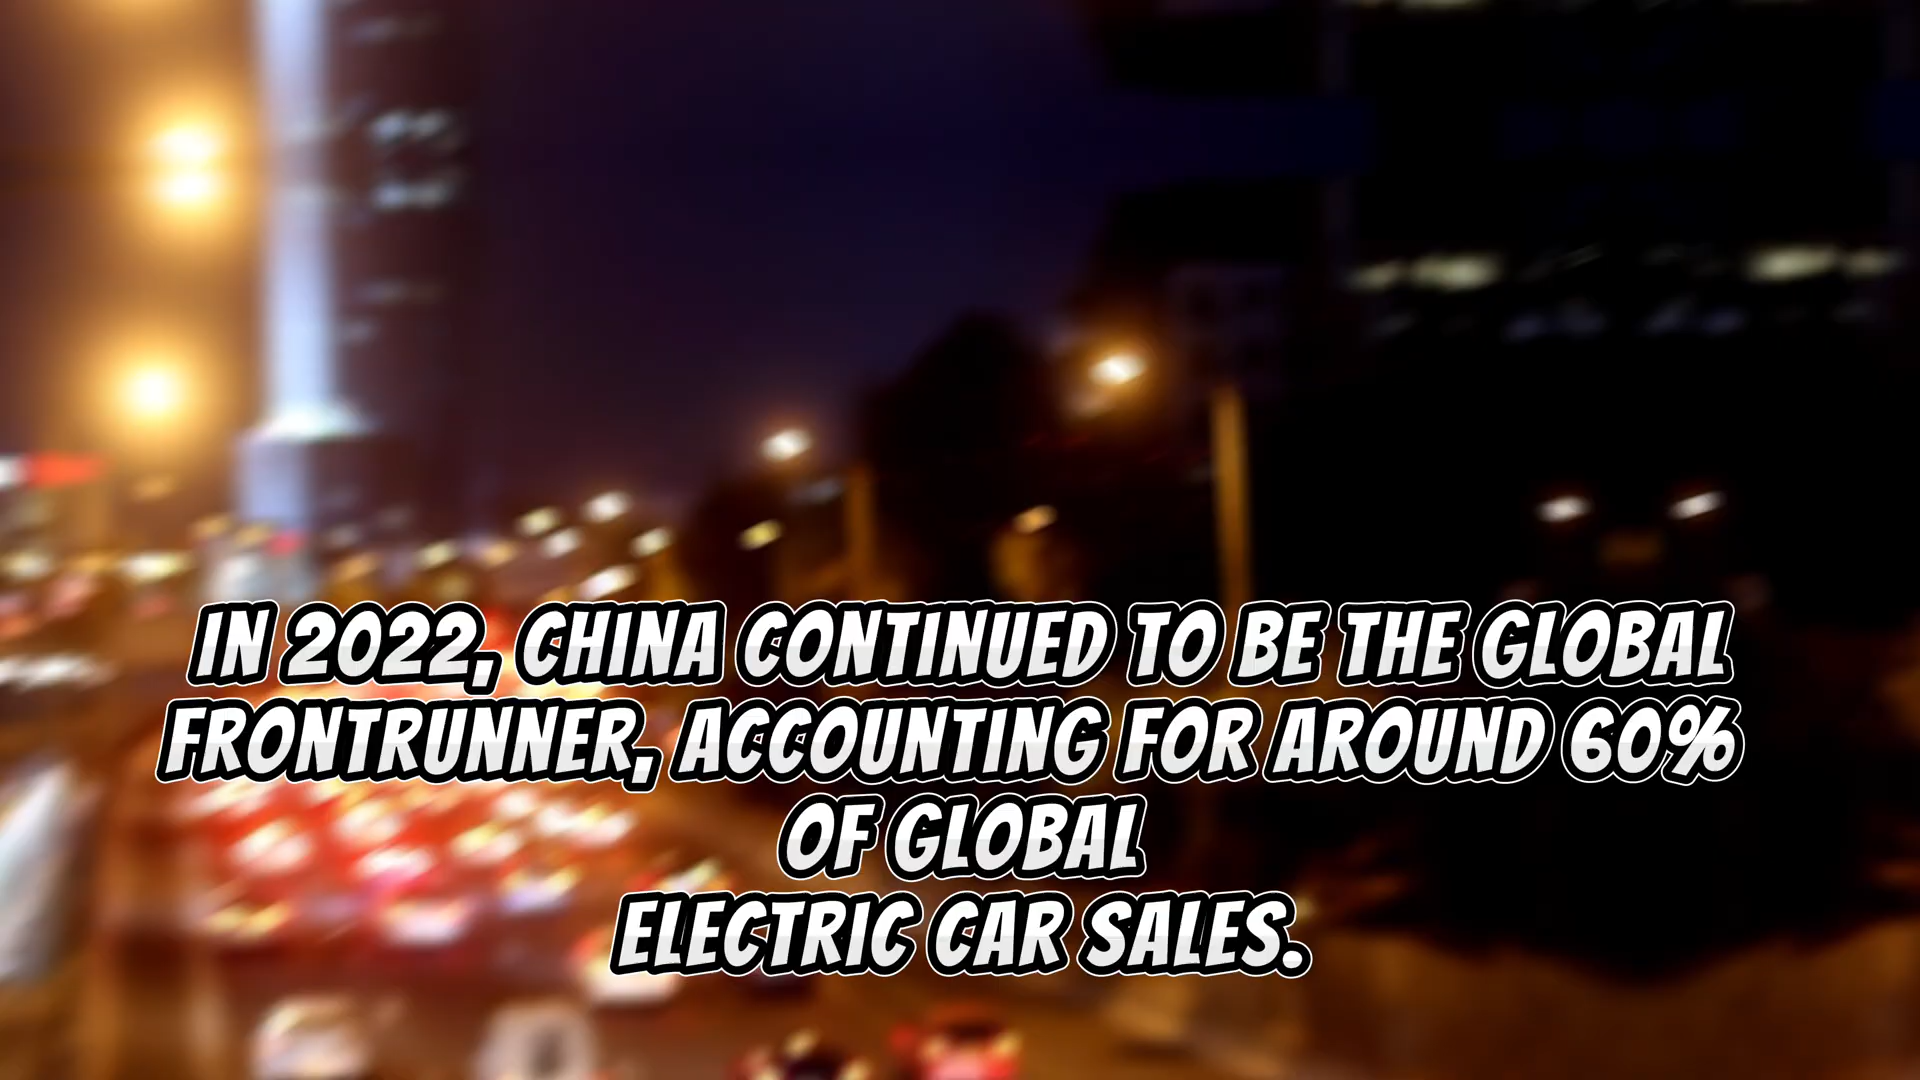 IN 2022, CHINA CONTINUED TO BE THE GLOBAL
FRONTRUNNER, ACCOUNTING FOR AROUND 60%
OF GLOBAL
ELECTRIC CAR SALES.